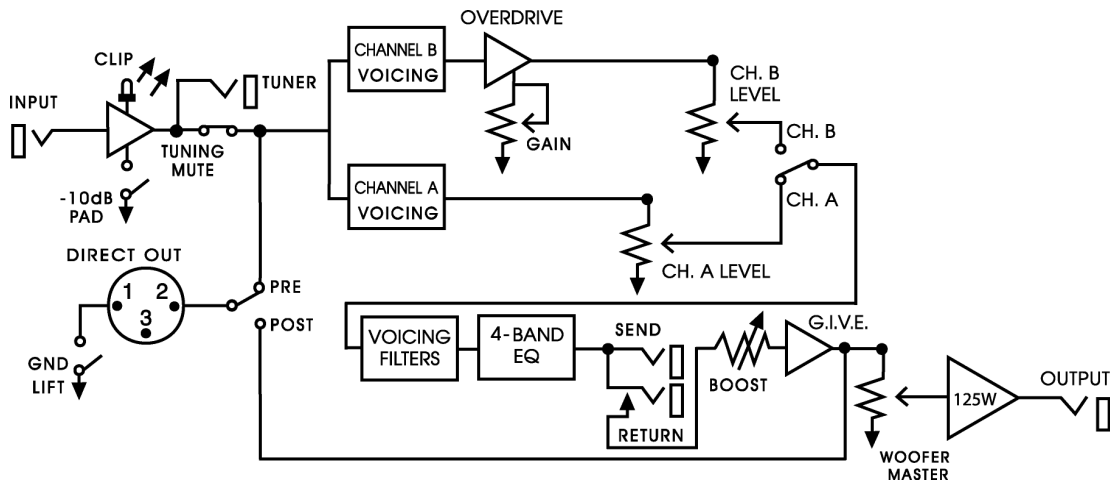 OVERDRIVE
CLIP
CHANNEL B
VOICING
TUNER
CH. B
LEVEL
INPUT
CH. B
TUNING
MUTE
GAIN
-10dB
PAD
CHANNEL A
VOICING
CH. A
DIRECT OUT
CH. A LEVEL
1
2
3
PRE
POST
GND
LIFT
VOICING
FILTERS
4-BAND
EQ
SEND
RETURN
BOOST
G.I.V.E.
125W
OUTPUT
WOOFER
MASTER